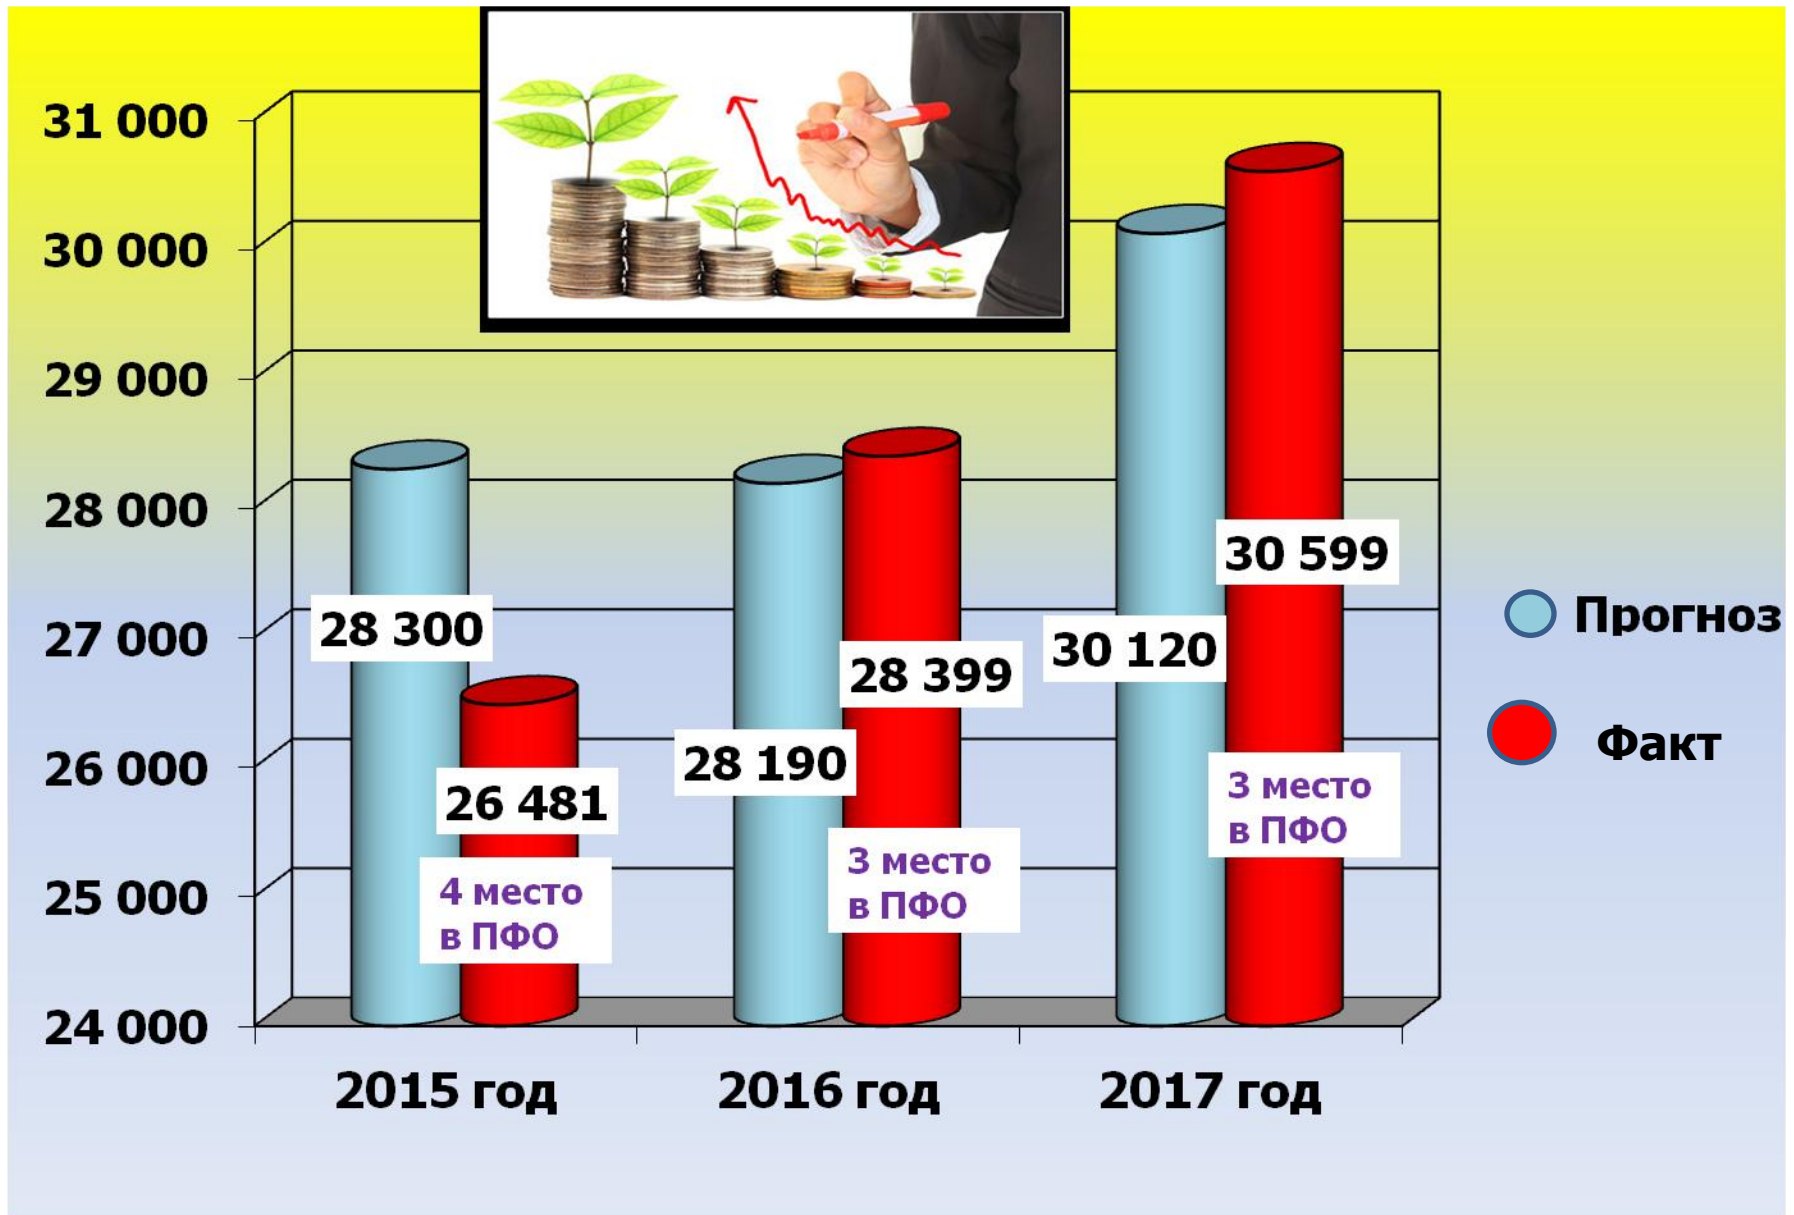 31 000
30 000
29 000
28 000
27 000
26 000
25 000
24 000
28 300
26 481
4 место
в ПФО
28 190
28 399
3 место
в ПФО
30 120
30 599
3 место
в ПФО
2015 год
2016 год
2017 год
Прогноз
Факт